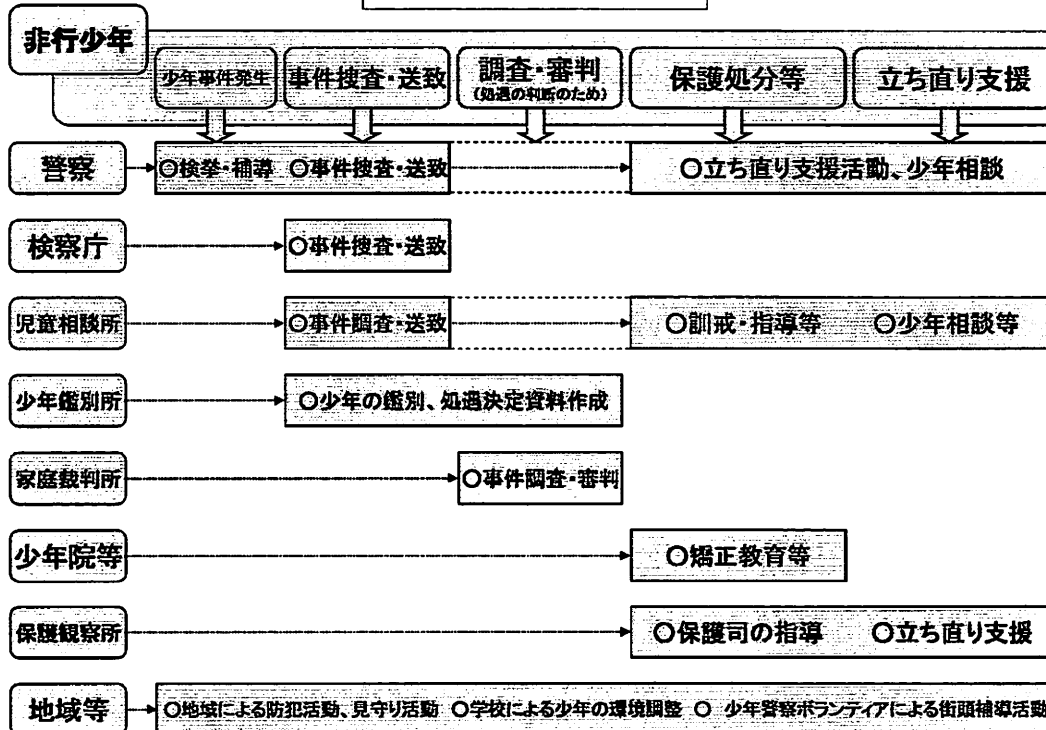 非行少年
少年事件発生
事件捜査・送致
調査・審判
(処遇の判断のため)
保護処分等
立ち直り支援
警察
○検挙・補導 ○事件捜査・送致
○立ち直り支援活動、少年相談
検察庁
○事件捜査・送致
児童相談所
○事件調査・送致
○訓戒・指導等 ○少年相談等
少年鑑別所
○少年の鑑別、処遇決定資料作成
家庭裁判所
○事件調査・審判
少年院等
○矯正教育等
保護観察所
○保護司の指導 ○立ち直り支援
地域等
○地域による防犯活動、見守り活動 ○学校による少年の環境調整 ○ 少年警察ボランティアによる街頭補導活動